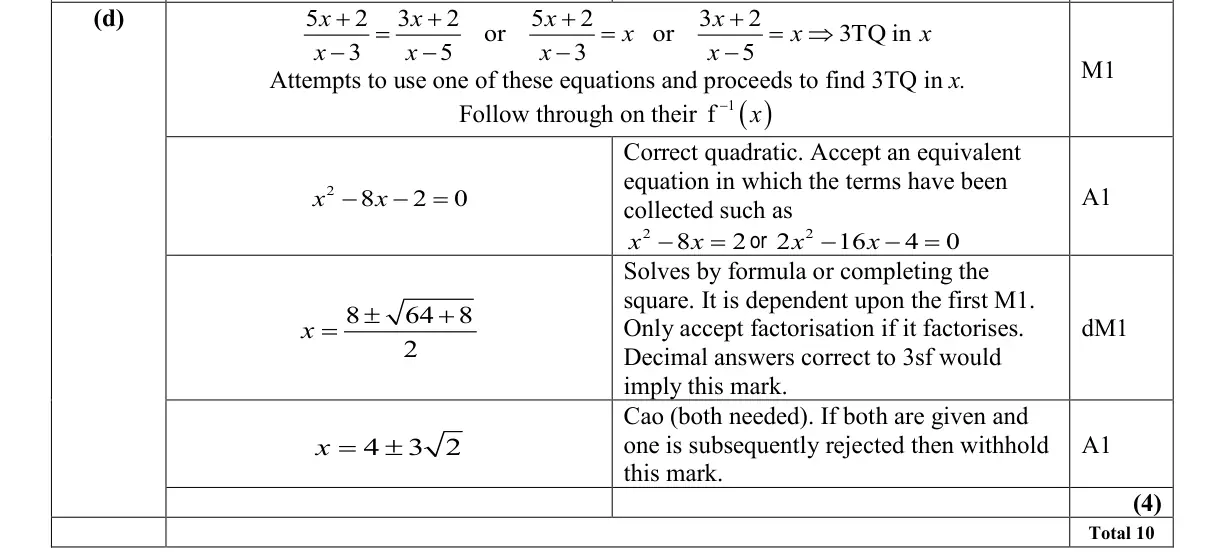 (d)
(5x + 2)/(x − 3) = (3x + 2)/(x − 5) or (5x + 2)/(x − 3) = x or (3x + 2)/(x − 5) = x ⇒ 3TQ in x
Attempts to use one of these equations and proceeds to find 3TQ in x.
Follow through on their f⁻¹(x)
M1
x² − 8x − 2 = 0
Correct quadratic. Accept an equivalent
equation in which the terms have been
collected such as
x² − 8x = 2 or 2x² − 16x − 4 = 0
A1
x = (8 ± √(64 + 8))/2
Solves by formula or completing the
square. It is dependent upon the first M1.
Only accept factorisation if it factorises.
Decimal answers correct to 3sf would
imply this mark.
dM1
x = 4 ± 3√2
Cao (both needed). If both are given and
one is subsequently rejected then withhold
this mark.
A1
(4)
Total 10